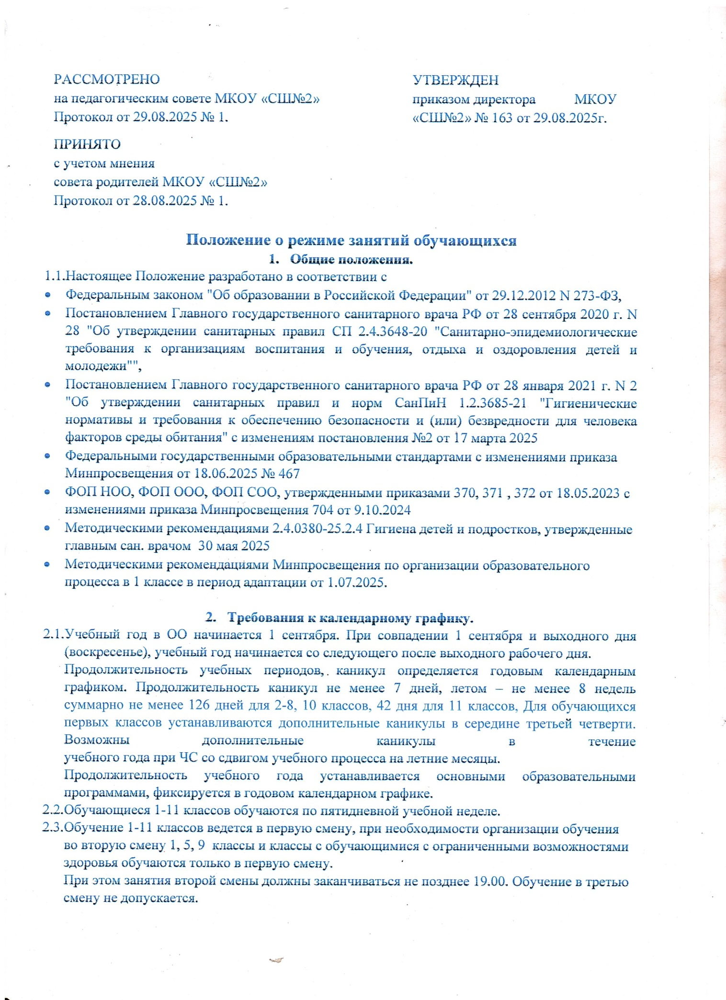 РАССМОТРЕНО
на педагогическим совете МКОУ «СШ№2»
Протокол от 29.08.2025 № 1.
УТВЕРЖДЕН
приказом директора МКОУ
«СШ№2» № 163 от 29.08.2025г.
ПРИНЯТО
с учетом мнения
совета родителей МКОУ «СШ№2»
Протокол от 28.08.2025 № 1.
Положение о режиме занятий обучающихся
1. Общие положения.
1.1.Настоящее Положение разработано в соответствии с
• Федеральным законом "Об образовании в Российской Федерации" от 29.12.2012 N 273-ФЗ,
• Постановлением Главного государственного санитарного врача РФ от 28 сентября 2020 г. N
28 "Об утверждении санитарных правил СП 2.4.3648-20 "Санитарно-эпидемиологические
требования к организациям воспитания и обучения, отдыха и оздоровления детей и
молодежи"",
• Постановлением Главного государственного санитарного врача РФ от 28 января 2021 г. N 2
"Об утверждении санитарных правил и норм СанПиН 1.2.3685-21 "Гигиенические
нормативы и требования к обеспечению безопасности и (или) безвредности для человека
факторов среды обитания" с изменениям постановления №2 от 17 марта 2025
• Федеральными государственными образовательными стандартами с изменениями приказа
Минпросвещения от 18.06.2025 № 467
• ФОП НОО, ФОП ООО, ФОП СОО, утвержденными приказами 370, 371 , 372 от 18.05.2023 с
изменениями приказа Минпросвещения 704 от 9.10.2024
• Методическими рекомендациями 2.4.0380-25.2.4 Гигиена детей и подростков, утвержденные
главным сан. врачом 30 мая 2025
• Методическими рекомендациями Минпросвещения по организации образовательного
процесса в 1 классе в период адаптации от 1.07.2025.
2. Требования к календарному графику.
2.1.Учебный год в ОО начинается 1 сентября. При совпадении 1 сентября и выходного дня
(воскресенье), учебный год начинается со следующего после выходного рабочего дня.
Продолжительность учебных периодов, каникул определяется годовым календарным
графиком. Продолжительность каникул не менее 7 дней, летом – не менее 8 недель
суммарно не менее 126 дней для 2-8, 10 классов, 42 дня для 11 классов, Для обучающихся
первых классов устанавливаются дополнительные каникулы в середине третьей четверти.
Возможны дополнительные каникулы в течение
учебного года при ЧС со сдвигом учебного процесса на летние месяцы.
Продолжительность учебного года устанавливается основными образовательными
программами, фиксируется в годовом календарном графике.
2.2.Обучающиеся 1-11 классов обучаются по пятидневной учебной неделе.
2.3.Обучение 1-11 классов ведется в первую смену, при необходимости организации обучения
во вторую смену 1, 5, 9 классы и классы с обучающимися с ограниченными возможностями
здоровья обучаются только в первую смену.
При этом занятия второй смены должны заканчиваться не позднее 19.00. Обучение в третью
смену не допускается.